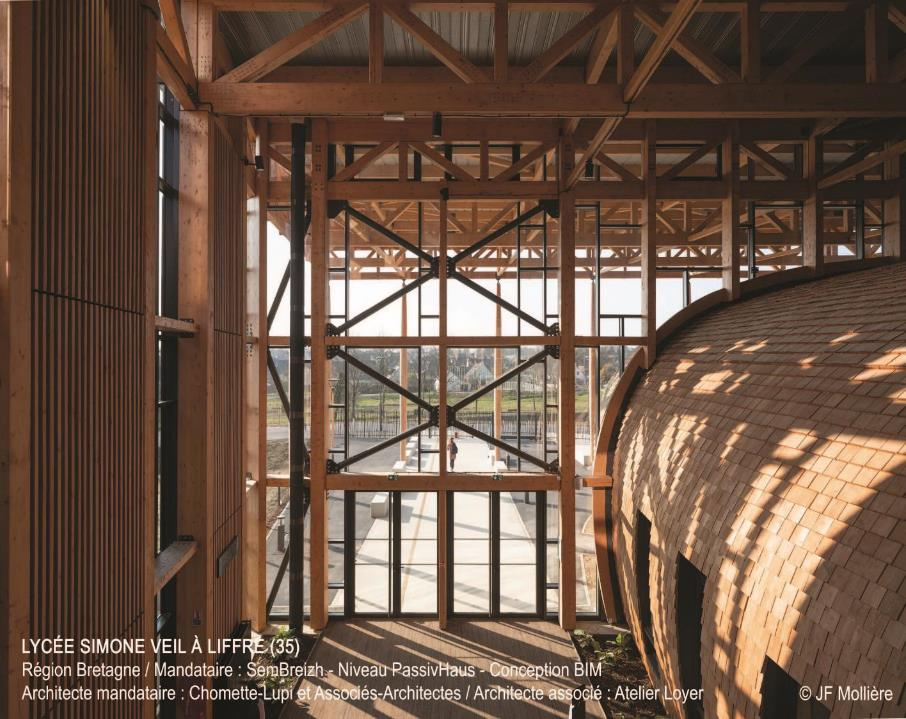 LYCÉE SIMONE VEIL À LIFFRÉ (35)
Région Bretagne / Mandataire : SemBreizh - Niveau PassivHaus - Conception BIM
Architecte mandataire : Chomette-Lupi et Associés-Architectes / Architecte associé : Atelier Loyer
© JF Mollière